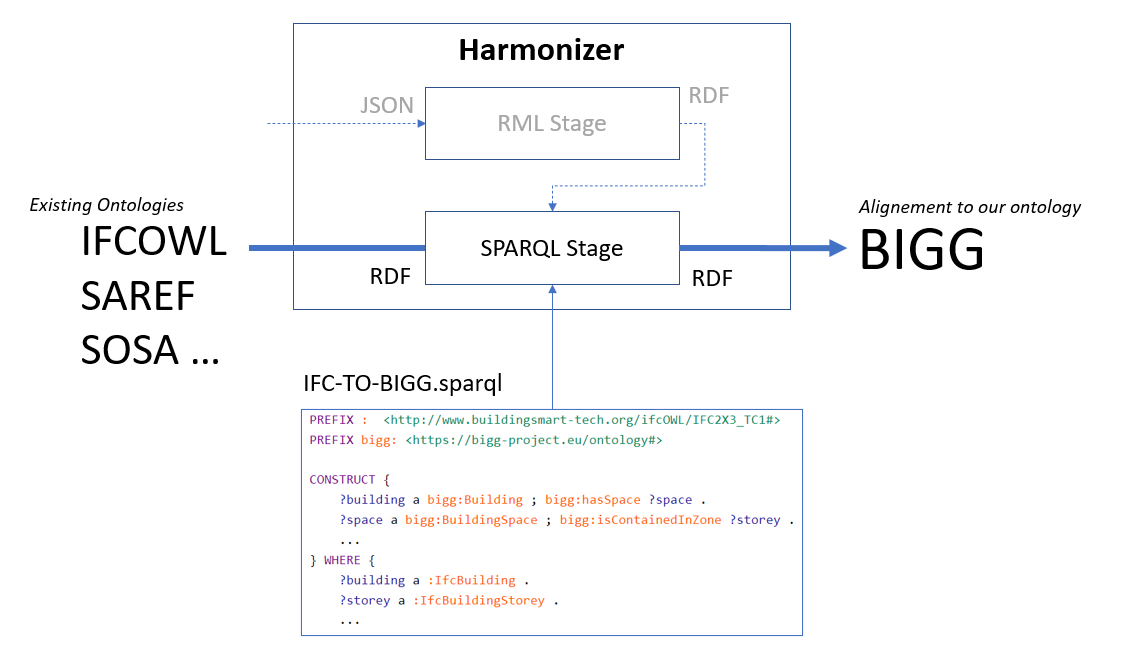 Harmonizer
JSON
RDF
RML Stage
Existing Ontologies
IFCOWL
SAREF
SOSA ...
SPARQL Stage
RDF
RDF
Alignement to our ontology
BIGG
IFC-TO-BIGG.sparql
PREFIX :  <http://www.buildingsmart-tech.org/ifcOWL/IFC2X3_TC1#>
PREFIX bigg: <https://bigg-project.eu/ontology#>
CONSTRUCT {
    ?building a bigg:Building ; bigg:hasSpace ?space .
    ?space a bigg:BuildingSpace ; bigg:isContainedInZone ?storey .
    ...
} WHERE {
    ?building a :IfcBuilding .
    ?storey a :IfcBuildingStorey .
    ...